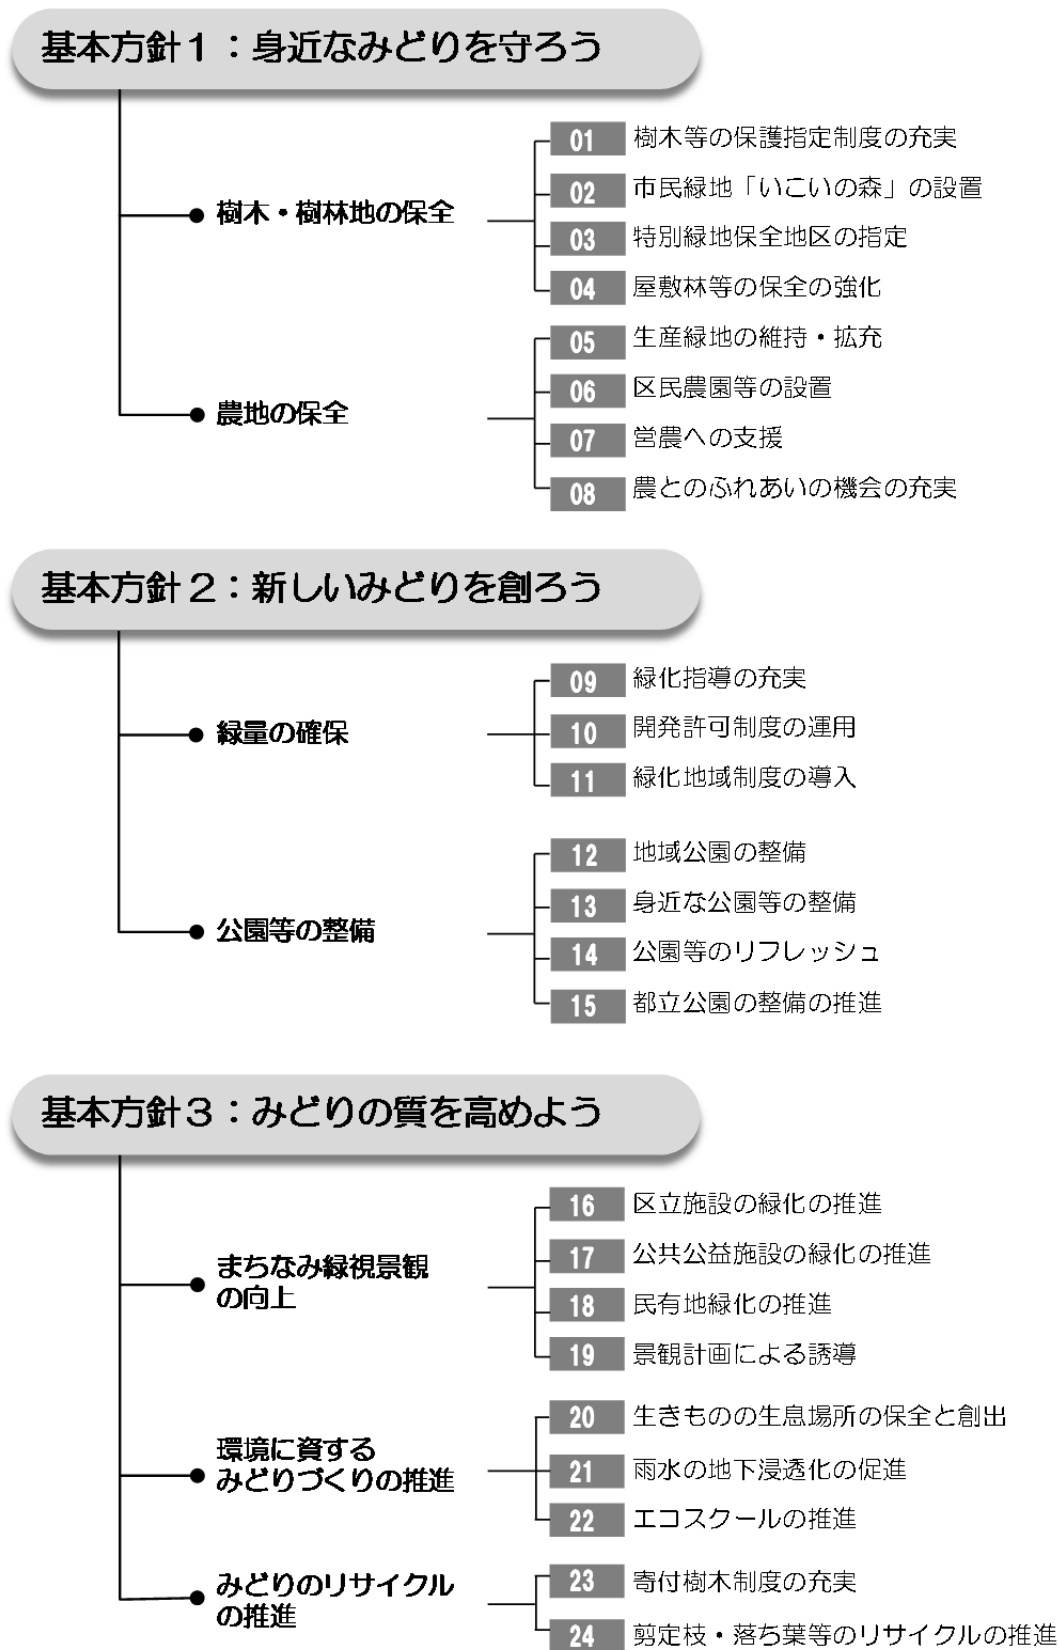 基本方針1：身近なみどりを守ろう
樹木・樹林地の保全
01 樹木等の保護指定制度の充実
02 市民緑地「いこいの森」の設置
03 特別緑地保全地区の指定
04 屋敷林等の保全の強化
農地の保全
05 生産緑地の維持・拡充
06 区民農園等の設置
07 営農への支援
08 農とのふれあいの機会の充実
基本方針2：新しいみどりを創ろう
緑量の確保
09 緑化指導の充実
10 開発許可制度の運用
11 緑化地域制度の導入
公園等の整備
12 地域公園の整備
13 身近な公園等の整備
14 公園等のリフレッシュ
15 都立公園の整備の推進
基本方針3：みどりの質を高めよう
まちなみ緑視景観
の向上
16 区立施設の緑化の推進
17 公共公益施設の緑化の推進
18 民有地緑化の推進
19 景観計画による誘導
環境に資する
みどりづくりの推進
20 生きものの生息場所の保全と創出
21 雨水の地下浸透化の促進
22 エコスクールの推進
みどりのリサイクル
の推進
23 寄付樹木制度の充実
24 剪定枝・落ち葉等のリサイクルの推進